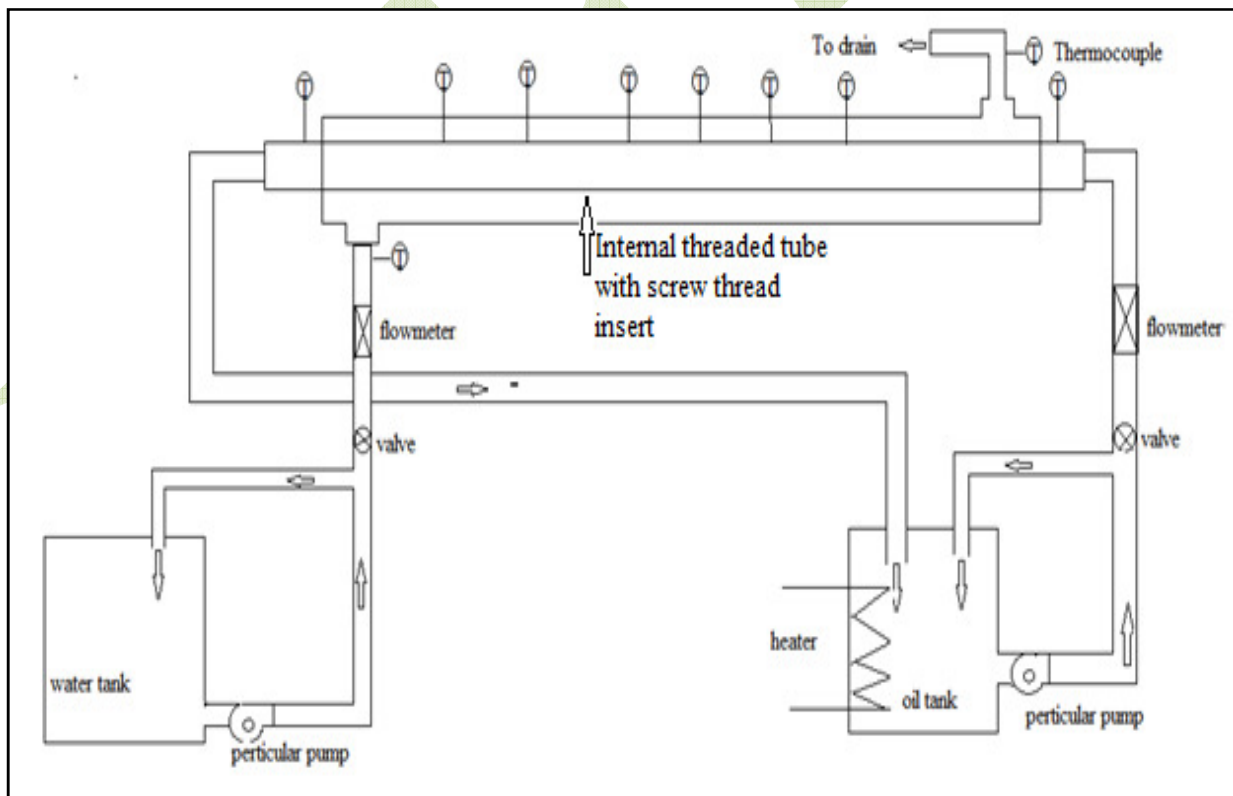 To drain
T
Thermocouple
T
T
T
T
T
T
T
T
Internal threaded tube
with screw thread
insert
T
flowmeter
flowmeter
valve
valve
heater
water tank
oil tank
perticular pump
perticular pump